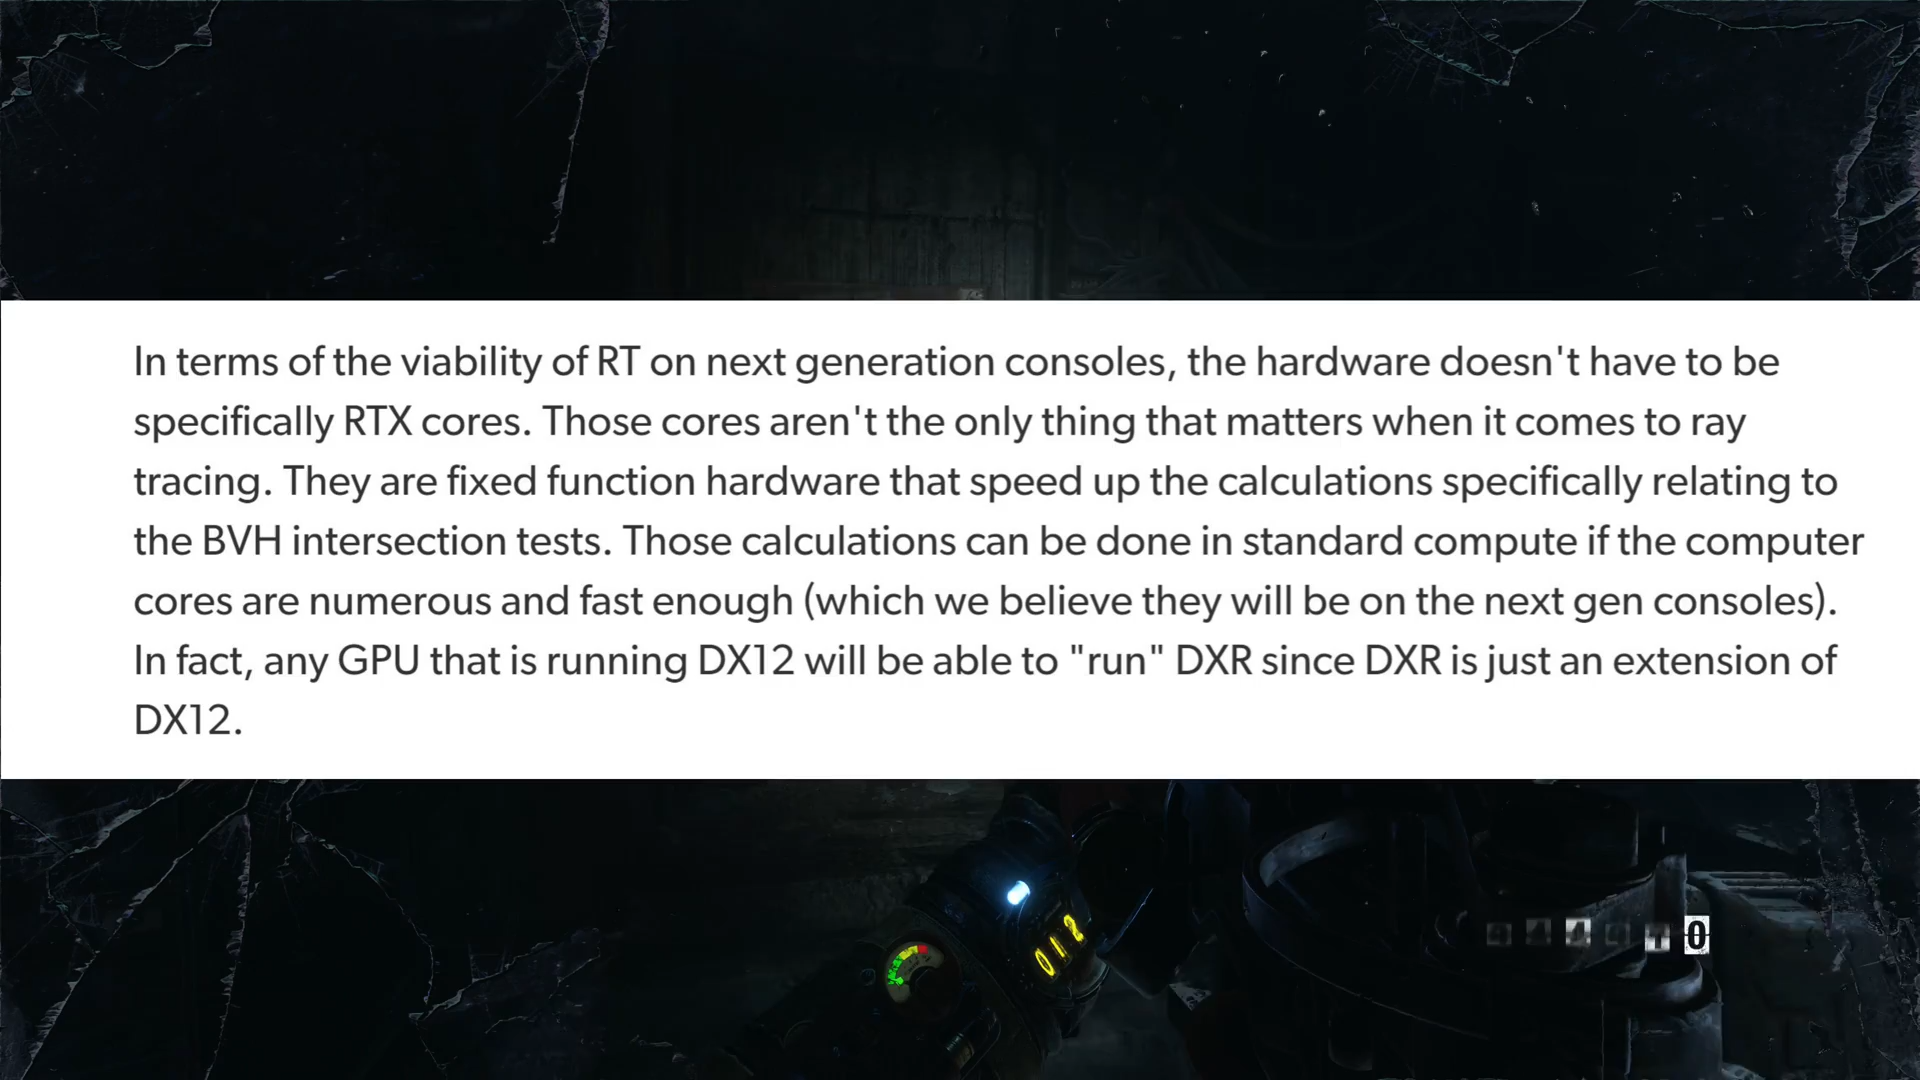 In terms of the viability of RT on next generation consoles, the hardware doesn't have to be
specifically RTX cores. Those cores aren't the only thing that matters when it comes to ray
tracing. They are fixed function hardware that speed up the calculations specifically relating to
the BVH intersection tests. Those calculations can be done in standard compute if the computer
cores are numerous and fast enough (which we believe they will be on the next gen consoles).
In fact, any GPU that is running DX12 will be able to "run" DXR since DXR is just an extension of
DX12.
012
0